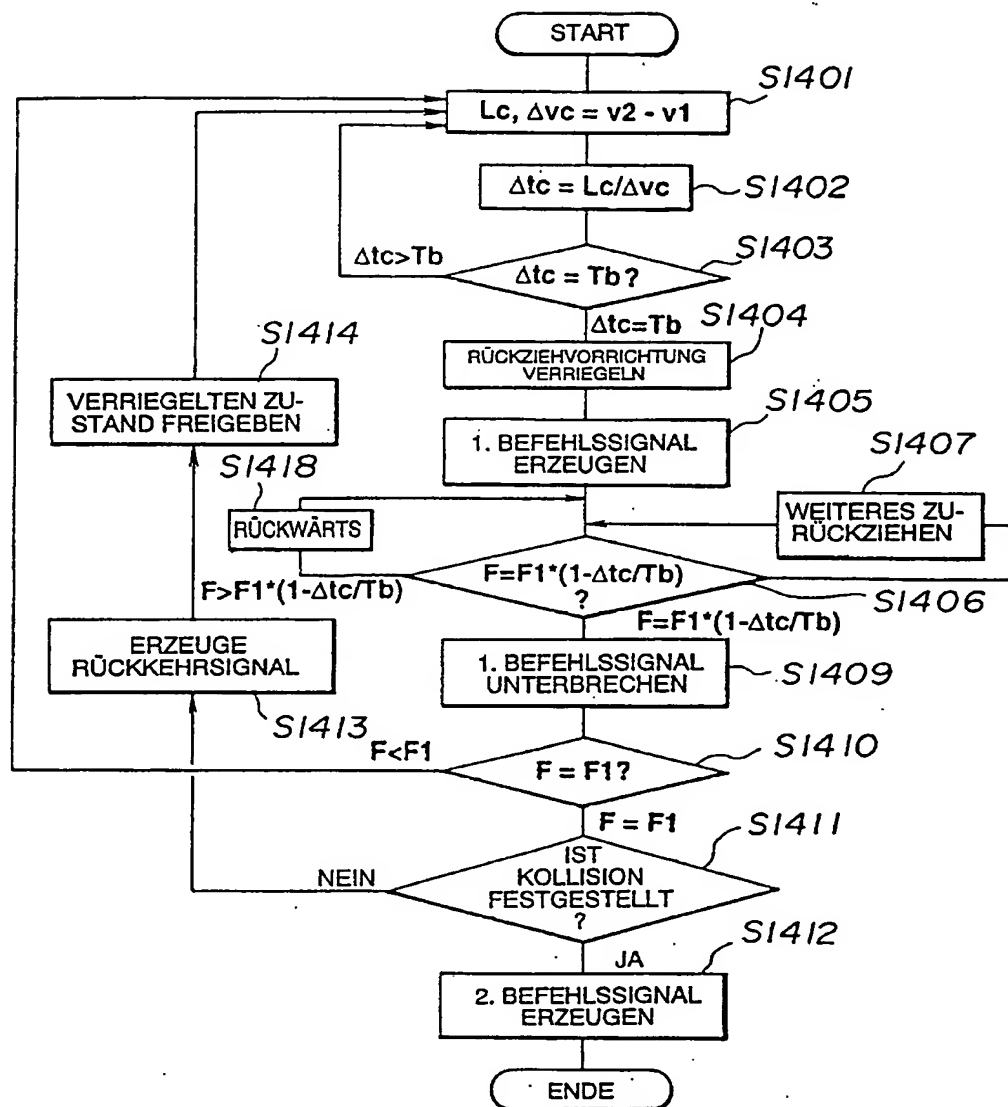 START
S1401
Lc, Δvc = v2 - v1
Δtc = Lc/Δvc
S1402
S1403
Δtc>Tb
Δtc = Tb?
Δtc=Tb
S1404
RÜCKZIEHVORRICHTUNG
VERRIEGELN
S1414
VERRIEGELTEN ZU-
STAND FREIGEBEN
S1405
1. BEFEHLSSIGNAL
ERZEUGEN
S1407
WEITERES ZU-
RÜCKZIEHEN
S1418
RÜCKWÄRTS
F=F1*(1-Δtc/Tb)
?
S1406
F>F1*(1-Δtc/Tb)
F=F1*(1-Δtc/Tb)
ERZEUGE
RÜCKKEHRSIGNAL
S1413
1. BEFEHLSSIGNAL
UNTERBRECHEN
S1409
F<F1
F = F1?
S1410
F = F1
S1411
IST
KOLLISION
FESTGESTELLT
?
NEIN
JA
S1412
2. BEFEHLSSIGNAL
ERZEUGEN
ENDE